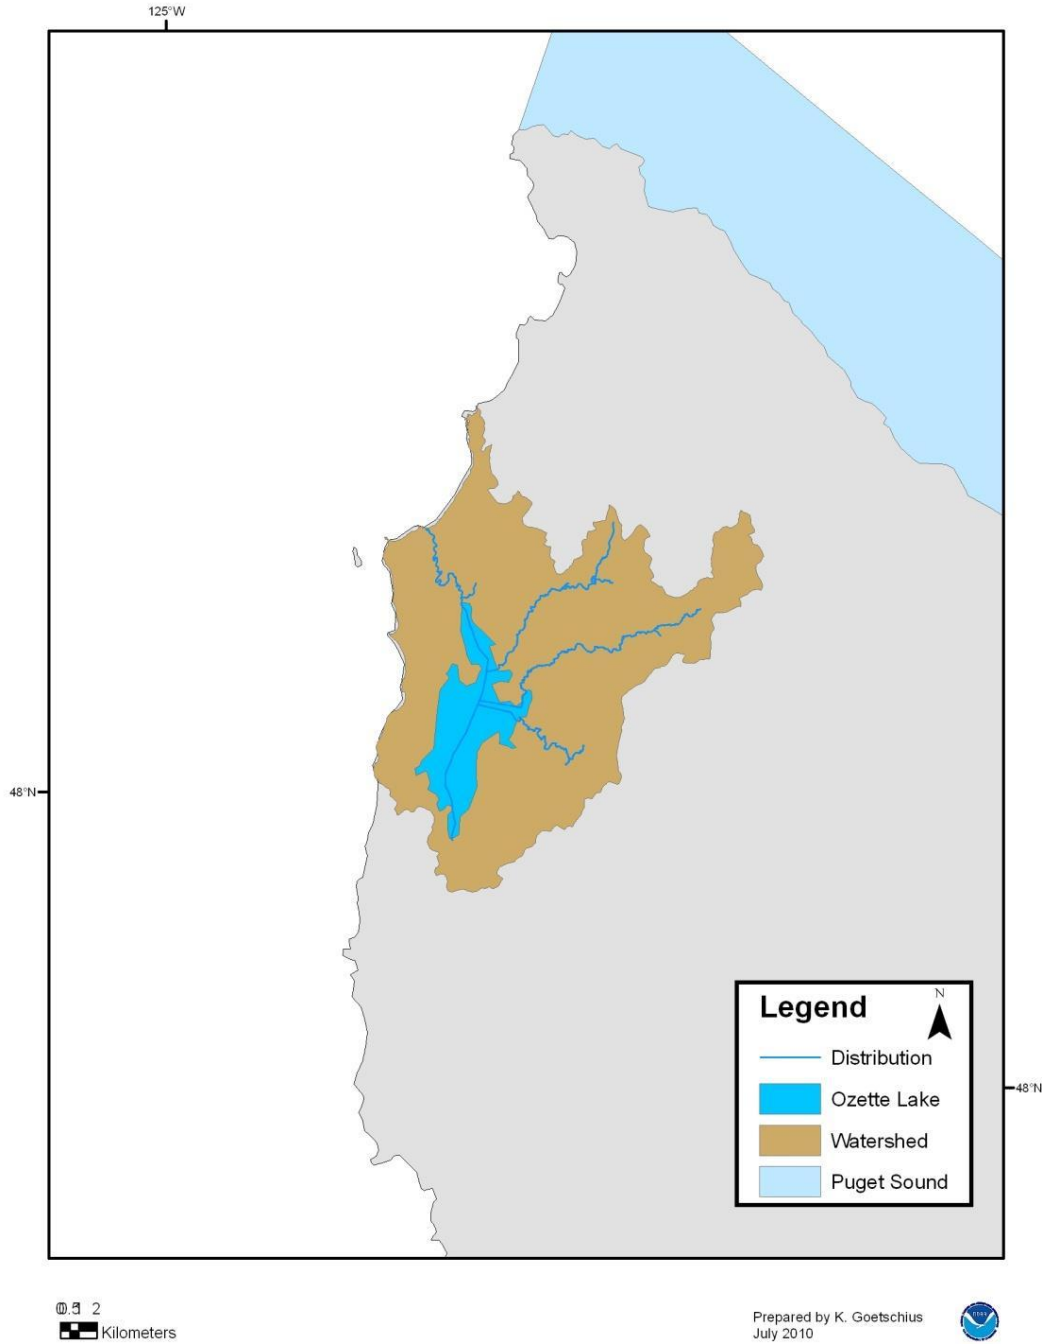 125°W
48°N
Legend
N
Distribution
Ozette Lake
Watershed
Puget Sound
48°N
2
Kilometers
Prepared by K. Goetschius
July 2010